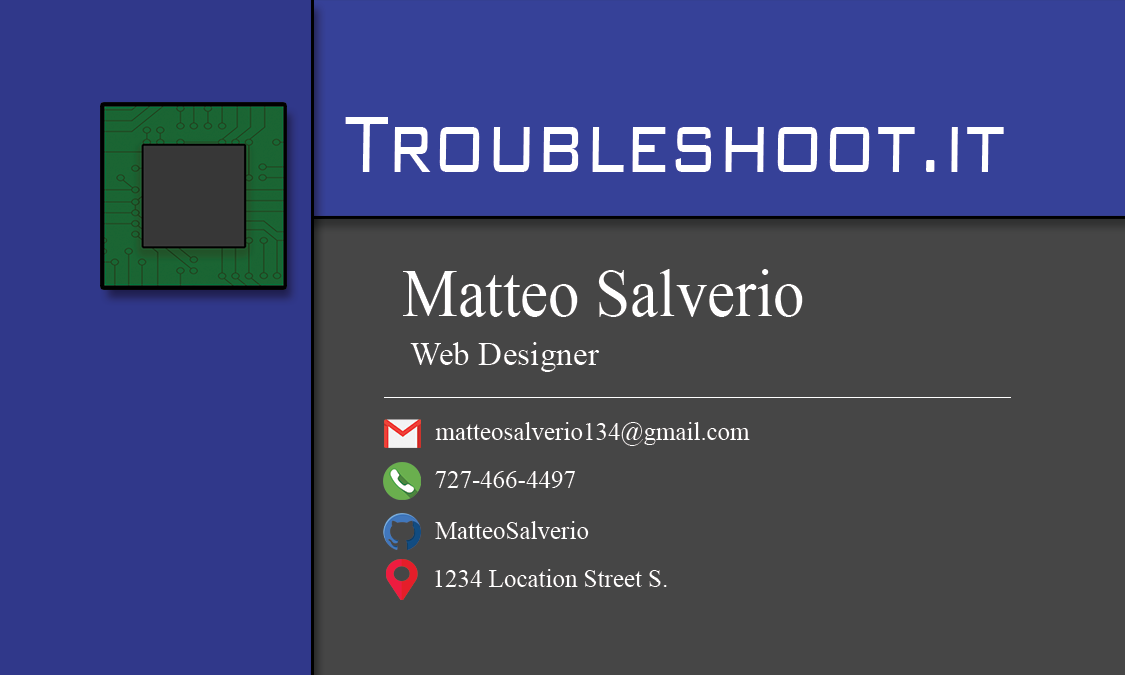 Troubleshoot.it
Matteo Salverio
Web Designer
matteosalverio134@gmail.com
727-466-4497
MatteoSalverio
1234 Location Street S.